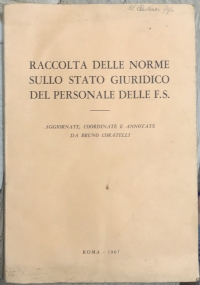 RACCOLTA DELLE NORME
SULLO STATO GIURIDICO
DEL PERSONALE DELLE F.S.
AGGIORNATE, COORDINATE E ANNOTATE
DA BRUNO CORATELLI
ROMA - 1967